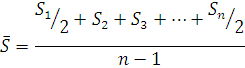 S̄ = (S₁/2 + S₂ + S₃ + ⋯ + Sₙ/2) / (n − 1)